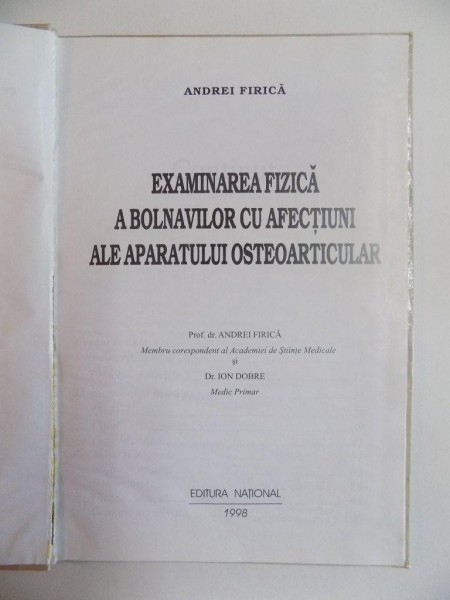 ANDREI FIRICĂ
EXAMINAREA FIZICĂ
A BOLNAVILOR CU AFECȚIUNI
ALE APARATULUI OSTEOARTICULAR
Prof. dr. ANDREI FIRICĂ
Membru corespondent al Academiei de Științe Medicale
și
Dr. ION DOBRE
Medic Primar
EDITURA NAȚIONAL
1998